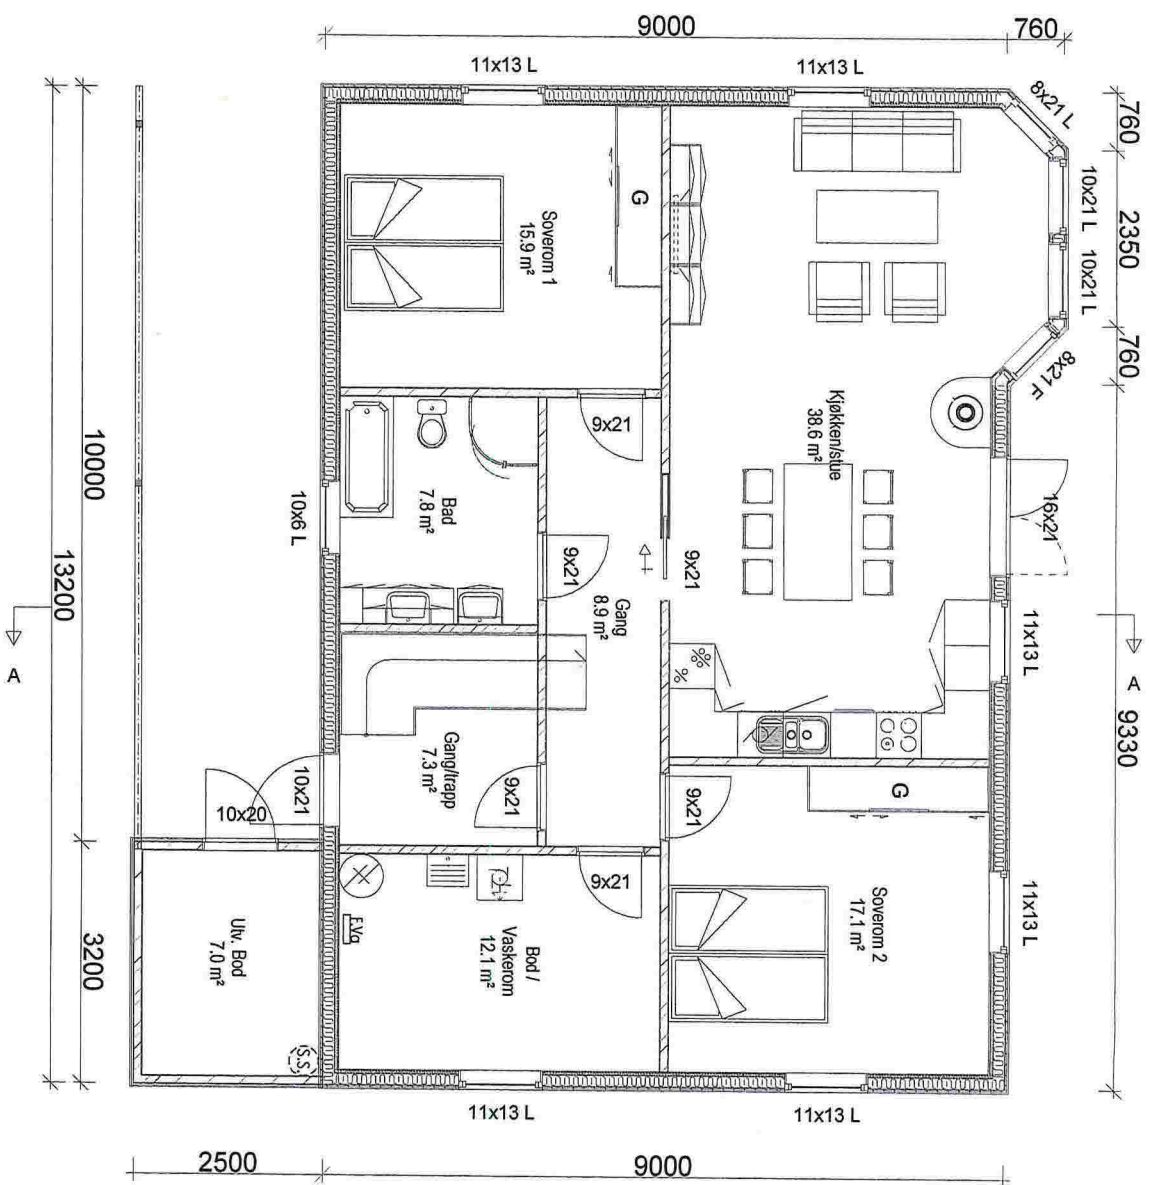 9000
760
11x13 L
11x13 L
8x21 L
760
10x21 L
2350
10x21 L
760
8x21 F
G
Soverom 1
15.9 m²
Kjøkken/stue
38.6 m²
9x21
Bad
7.8 m²
10x6 L
10000
13200
9x21
9x21
16x21
Gang
8.9 m²
11x13 L
A
A
9330
Gang/trapp
7.3 m²
9x21
9x21
G
10x21
10x20
9x21
11x13 L
Soverom 2
17.1 m²
Bod /
Vaskerom
12.1 m²
F.Vg
Utv. Bod
7.0 m²
3200
S.S.
11x13 L
11x13 L
2500
9000